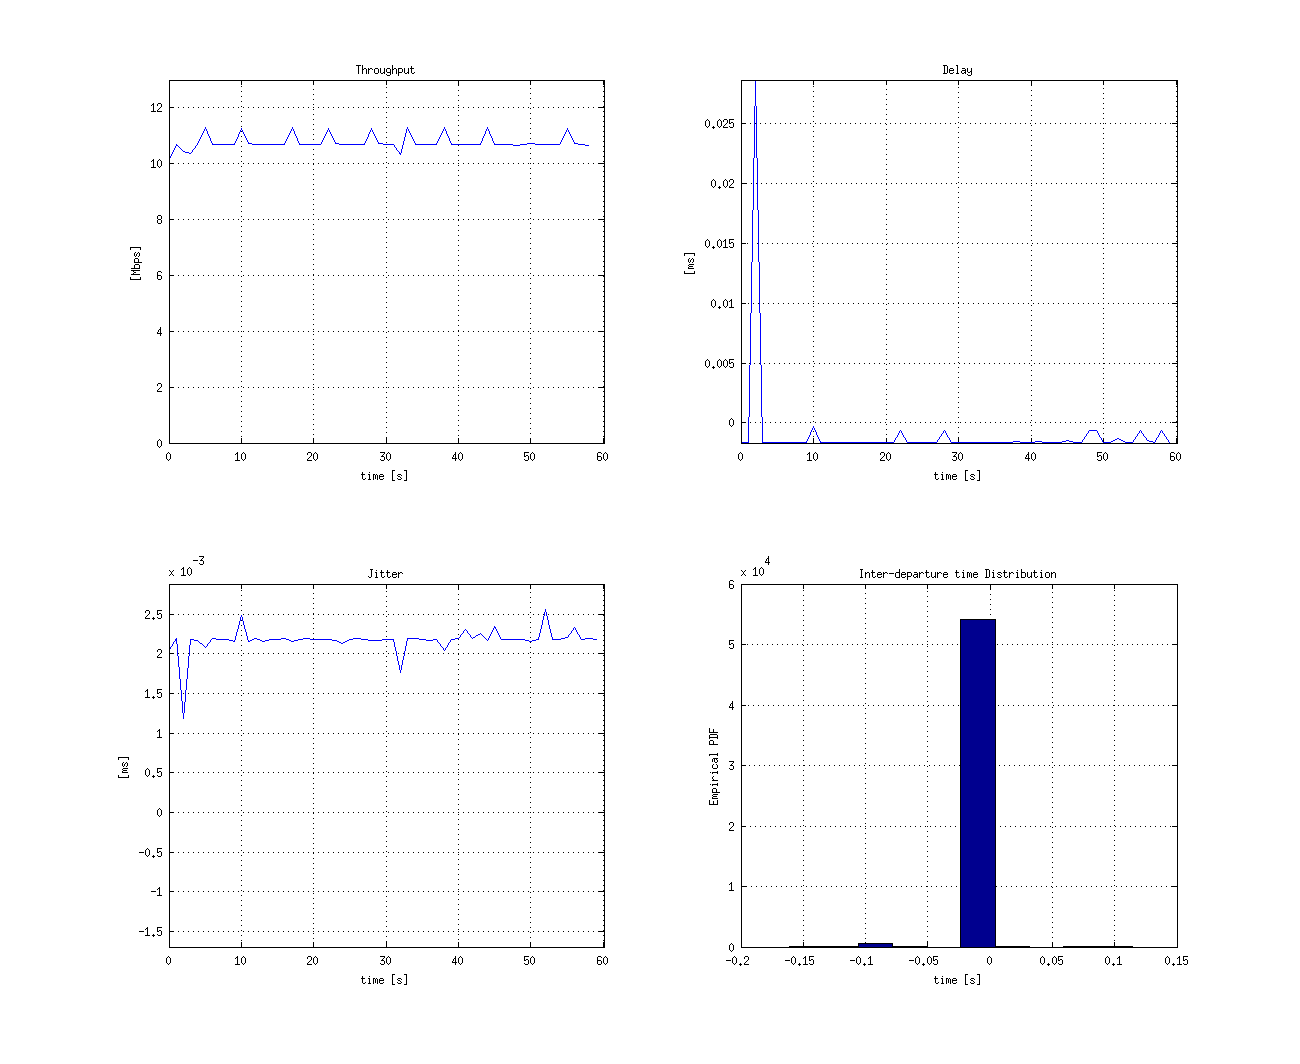 Throughput
12
10
8
6
4
2
0
[Mbps]
0 10 20 30 40 50 60
time [s]
Delay
0.025
0.02
0.015
0.01
0.005
0
[ms]
0 10 20 30 40 50 60
time [s]
x 10^-3
Jitter
2.5
2
1.5
1
0.5
0
-0.5
-1
-1.5
[ms]
0 10 20 30 40 50 60
time [s]
x 10^4
Inter-departure time Distribution
6
5
4
3
2
1
0
Empirical PDF
-0.2 -0.15 -0.1 -0.05 0 0.05 0.1 0.15
time [s]